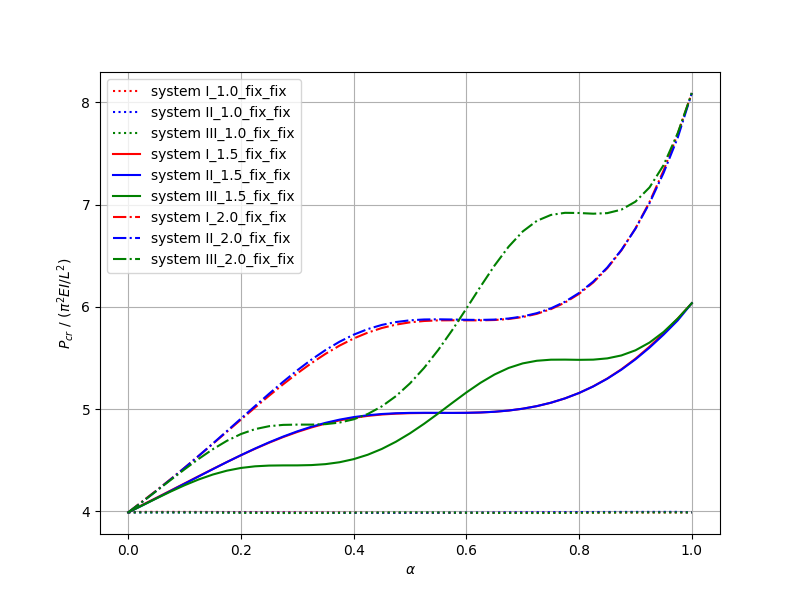 system I_1.0_fix_fix
system II_1.0_fix_fix
system III_1.0_fix_fix
system I_1.5_fix_fix
system II_1.5_fix_fix
system III_1.5_fix_fix
system I_2.0_fix_fix
system II_2.0_fix_fix
system III_2.0_fix_fix
8
7
6
5
4
P_{cr} / (π²EI/L²)
0.0 0.2 0.4 0.6 0.8 1.0
α